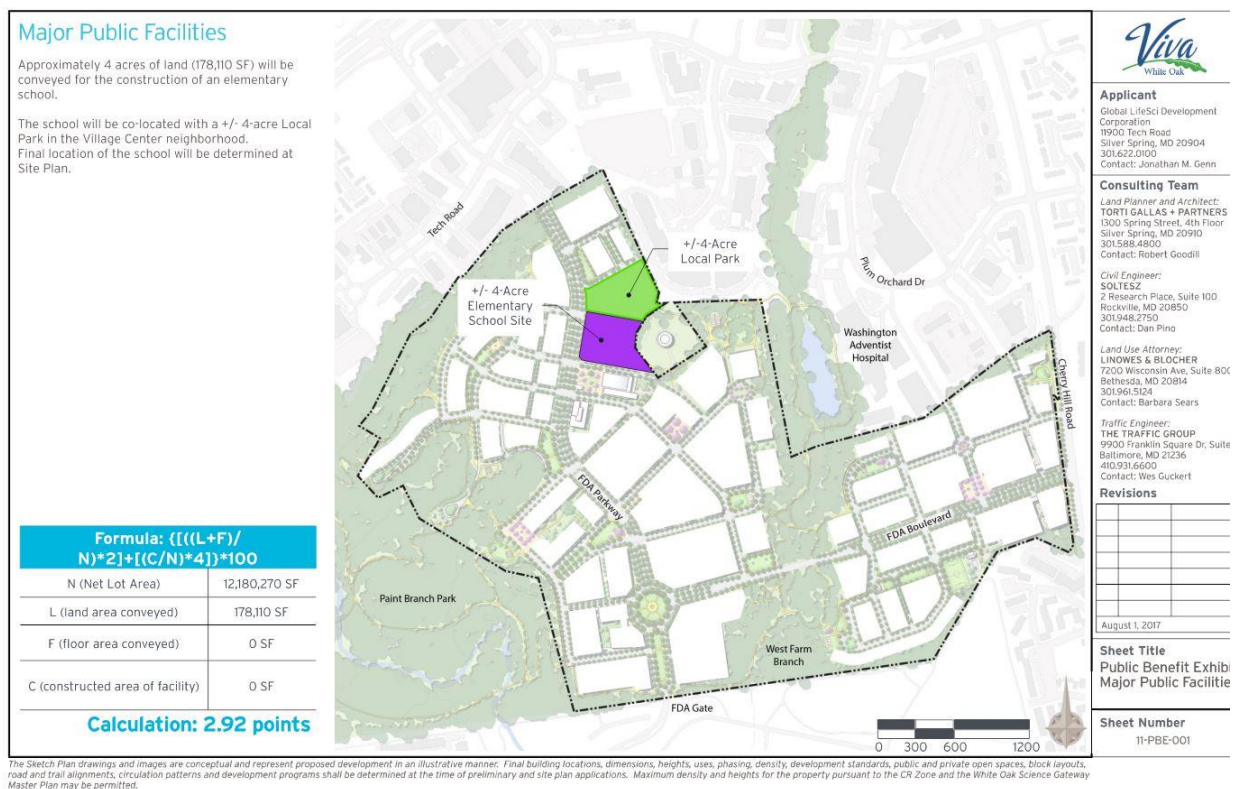 Major Public Facilities
Approximately 4 acres of land (178,110 SF) will be
conveyed for the construction of an elementary
school.
The school will be co-located with a +/- 4-acre Local
Park in the Village Center neighborhood.
Final location of the school will be determined at
Site Plan.
Formula: {[((L+F)/
N)*2]+[(C/N)*4]}*100
N (Net Lot Area) 12,180,270 SF
L (land area conveyed) 178,110 SF
F (floor area conveyed) 0 SF
C (constructed area of facility) 0 SF
Calculation: 2.92 points
Tech Road
+/-4-Acre
Local Park
+/- 4-Acre
Elementary
School Site
Plum Orchard Dr
Washington
Adventist
Hospital
Cherry Hill Road
FDA Parkway
FDA Boulevard
Paint Branch Park
West Farm
Branch
FDA Gate
0 300 600 1200
Viva
White Oak
Applicant
Global LifeSci Development
Corporation
11900 Tech Road
Silver Spring, MD 20904
301.622.0100
Contact: Jonathan M. Genn
Consulting Team
Land Planner and Architect:
TORTI GALLAS + PARTNERS
1300 Spring Street, 4th Floor
Silver Spring, MD 20910
301.588.4800
Contact: Robert Goodill
Civil Engineer:
SOLTESZ
2 Research Place, Suite 100
Rockville, MD 20850
301.948.2750
Contact: Dan Pino
Land Use Attorney:
LINOWES & BLOCHER
7200 Wisconsin Ave, Suite 800
Bethesda, MD 20814
301.961.5124
Contact: Barbara Sears
Traffic Engineer:
THE TRAFFIC GROUP
9900 Franklin Square Dr, Suite
Baltimore, MD 21236
410.931.6600
Contact: Wes Guckert
Revisions
August 1, 2017
Sheet Title
Public Benefit Exhibi
Major Public Facilitie
Sheet Number
11-PBE-001
The Sketch Plan drawings and images are conceptual and represent proposed development in an illustrative manner. Final building locations, dimensions, heights, uses, phasing, density, development standards, public and private open spaces, block layouts,
road and trail alignments, circulation patterns and development programs shall be determined at the time of preliminary and site plan applications. Maximum density and heights for the property pursuant to the CR Zone and the White Oak Science Gateway
Master Plan may be permitted.